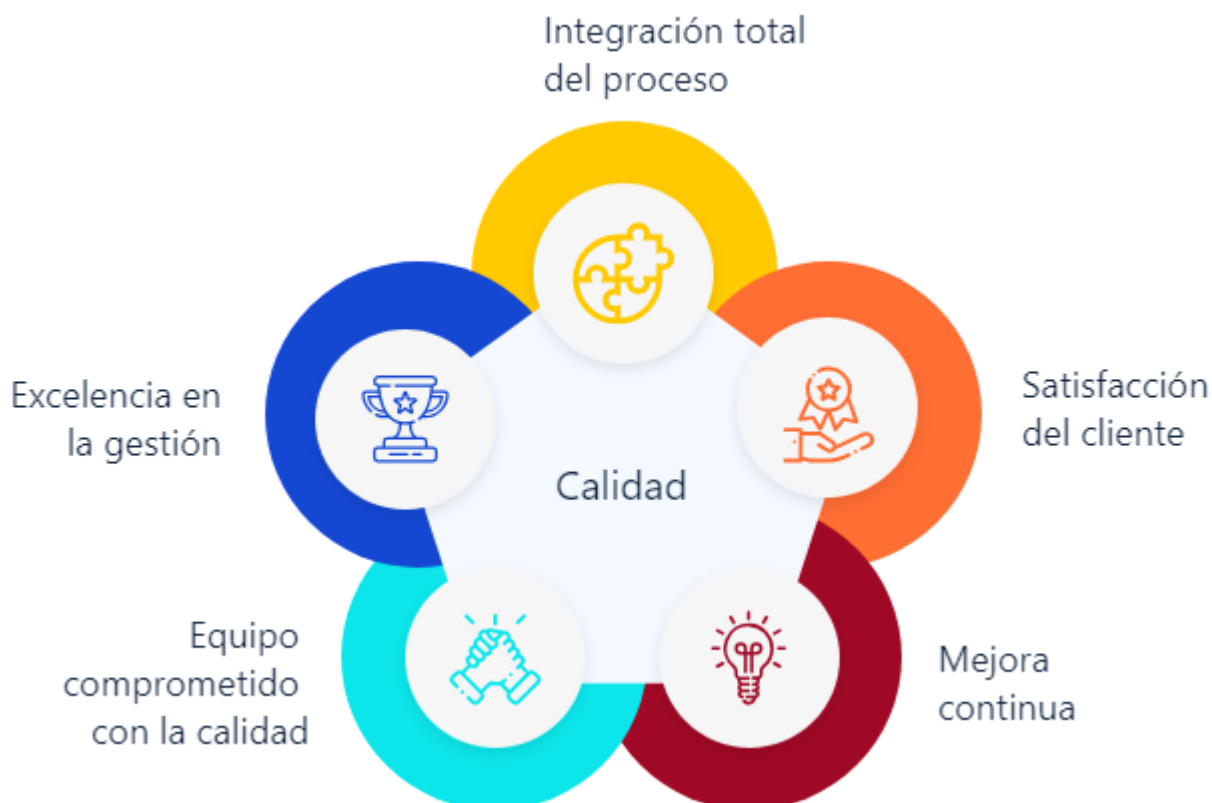 Integración total
del proceso
Excelencia en
la gestión
Satisfacción
del cliente
Calidad
Equipo
comprometido
con la calidad
Mejora
continua